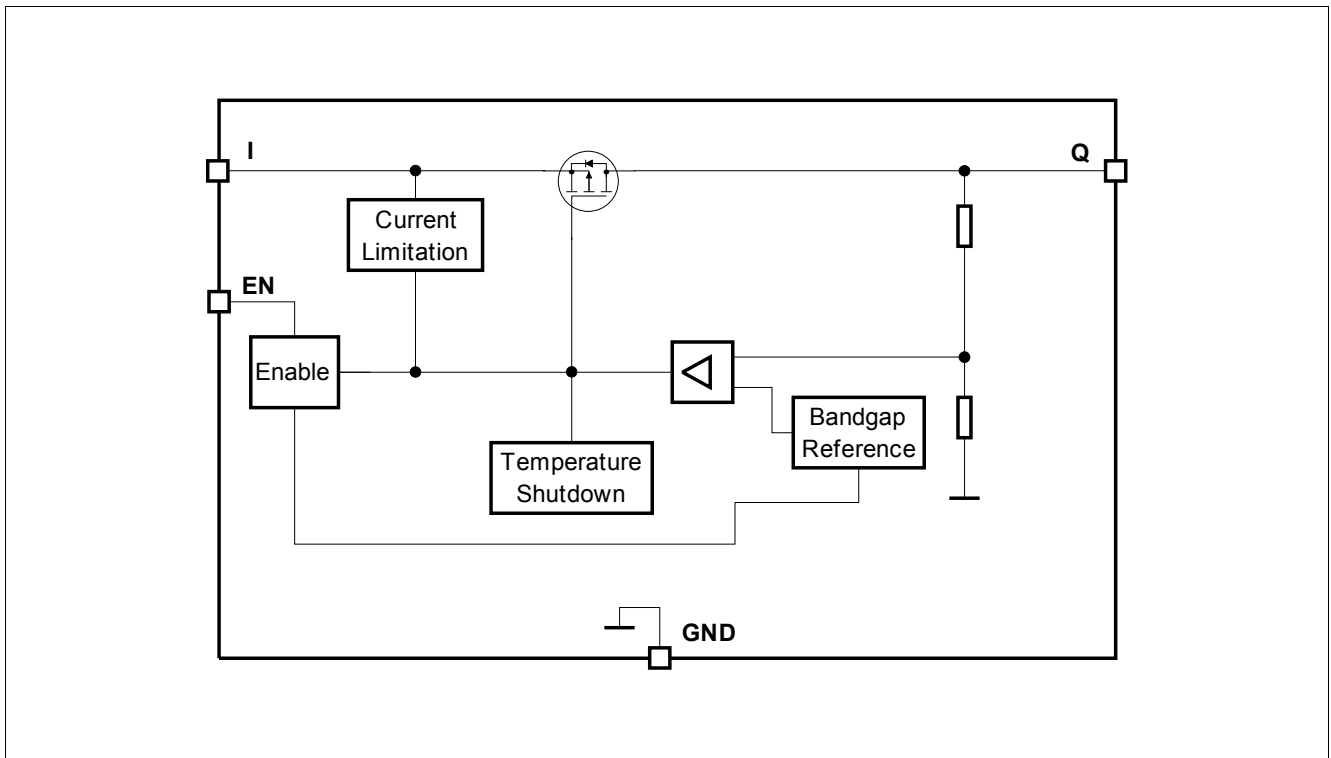 I
Q
Current
Limitation
EN
Enable
Bandgap
Reference
Temperature
Shutdown
GND